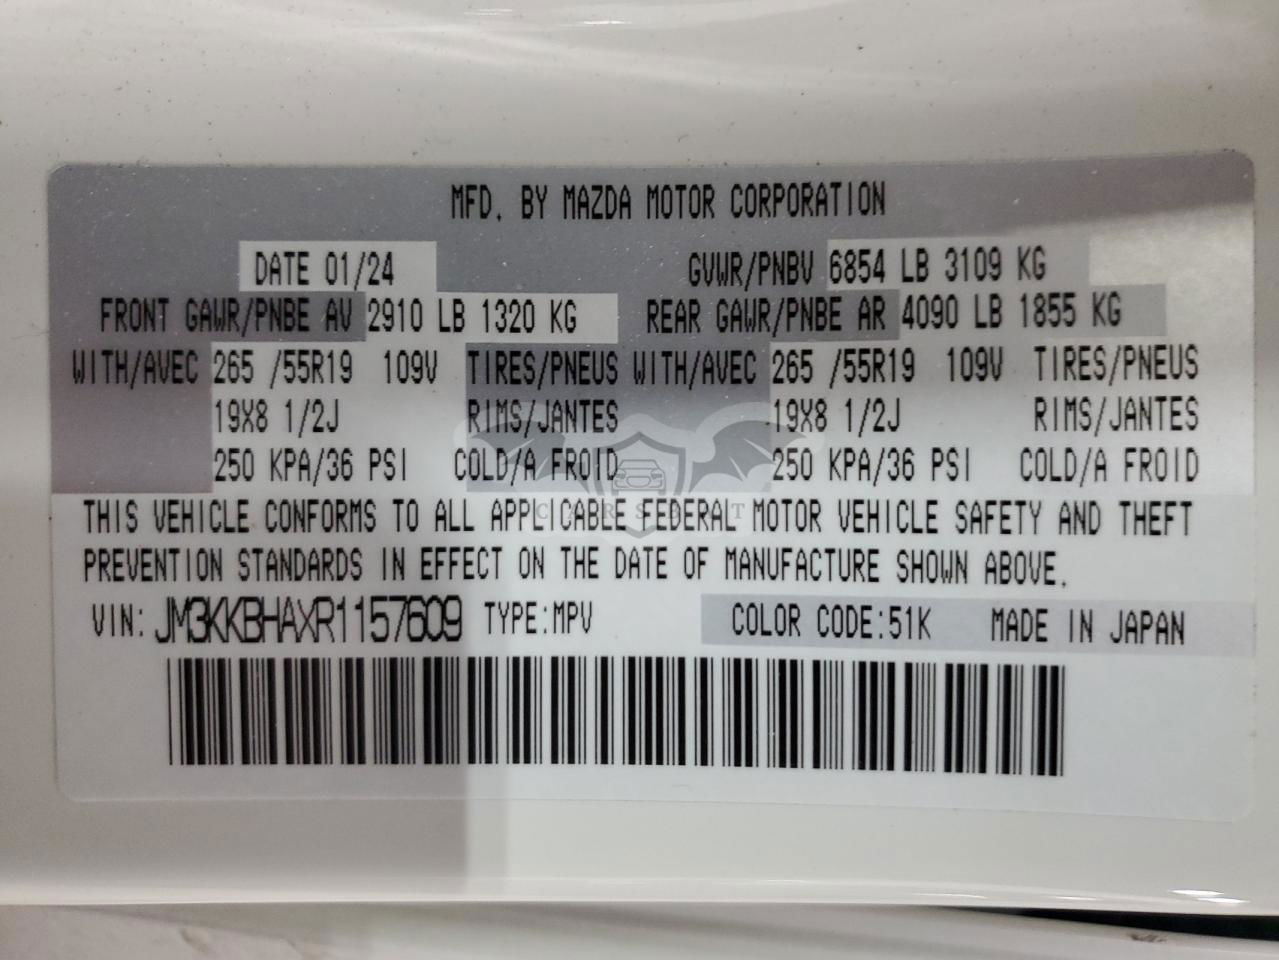 MFD. BY MAZDA MOTOR CORPORATION
DATE 01/24 GVWR/PNBV 6854 LB 3109 KG
FRONT GAWR/PNBE AV 2910 LB 1320 KG REAR GAWR/PNBE AR 4090 LB 1855 KG
WITH/AVEC 265 /55R19 109V TIRES/PNEUS WITH/AVEC 265 /55R19 109V TIRES/PNEUS
19X8 1/2J RIMS/JANTES 19X8 1/2J RIMS/JANTES
250 KPA/36 PSI COLD/A FROID 250 KPA/36 PSI COLD/A FROID
THIS VEHICLE CONFORMS TO ALL APPLICABLE FEDERAL MOTOR VEHICLE SAFETY AND THEFT
PREVENTION STANDARDS IN EFFECT ON THE DATE OF MANUFACTURE SHOWN ABOVE.
VIN: JM3KKBHAXR1157609 TYPE:MPV COLOR CODE:51K MADE IN JAPAN